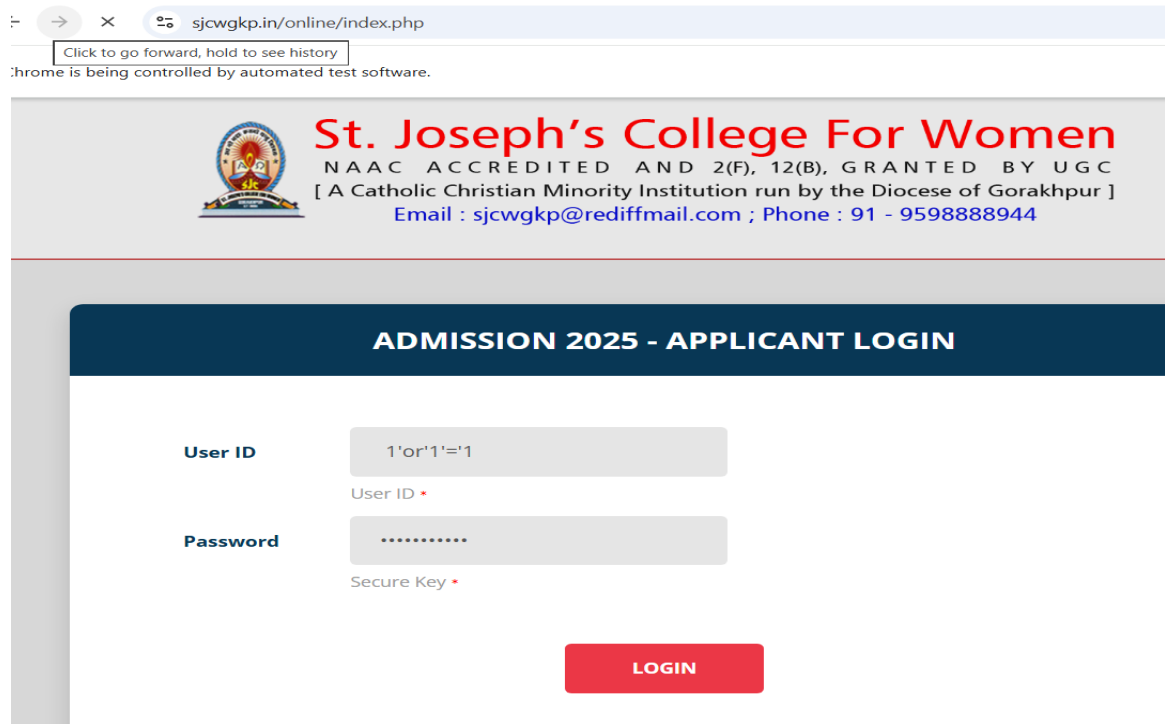 sjcwgkp.in/online/index.php
Click to go forward, hold to see history
Chrome is being controlled by automated test software.
St. Joseph's College For Women
NAAC ACCREDITED AND 2(F), 12(B), GRANTED BY UGC
[ A Catholic Christian Minority Institution run by the Diocese of Gorakhpur ]
Email : sjcwgkp@rediffmail.com ; Phone : 91 - 9598888944
ADMISSION 2025 - APPLICANT LOGIN
User ID 1'or'1'='1
User ID *
Password •••••••••••
Secure Key *
LOGIN